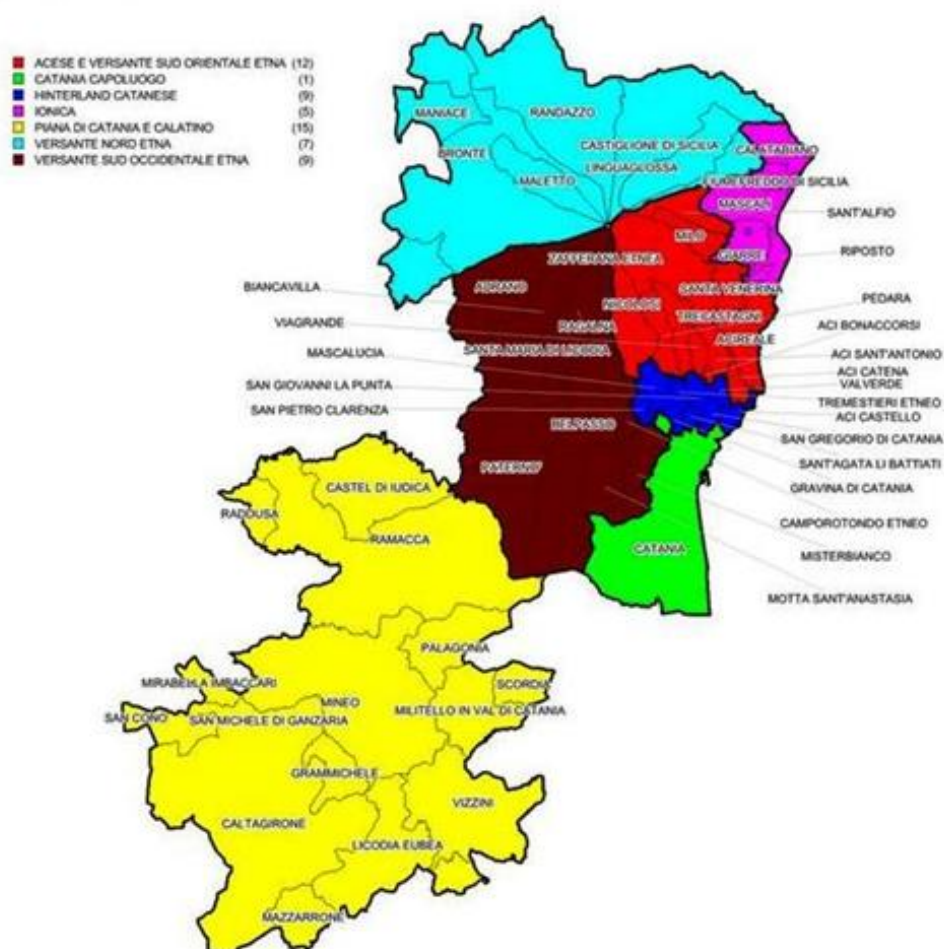 ACESE E VERSANTE SUD ORIENTALE ETNA (12)
CATANIA CAPOLUOGO (1)
HINTERLAND CATANESE (9)
IONICA (5)
PIANA DI CATANIA E CALATINO (15)
VERSANTE NORD ETNA (7)
VERSANTE SUD OCCIDENTALE ETNA (9)
MANIACE
RANDAZZO
BRONTE
CASTIGLIONE DI SICILIA
CALATABIANO
LINGUAGLOSSA
MALETTO
FIUMEFREDDO DI SICILIA
MASCALI
SANT'ALFIO
MILO
GIARRE
RIPOSTO
ZAFFERANA ETNEA
ADRANO
BIANCAVILLA
SANTA VENERINA
NICOLOSI
PEDARA
TRECASTAGNI
VIAGRANDE
RAGALNA
ACI BONACCORSI
ACIREALE
MASCALUCIA
SANTA MARIA DI LICODIA
ACI SANT'ANTONIO
ACI CATENA
SAN GIOVANNI LA PUNTA
VALVERDE
TREMESTIERI ETNEO
SAN PIETRO CLARENZA
ACI CASTELLO
BELPASSO
SAN GREGORIO DI CATANIA
SANT'AGATA LI BATTIATI
PATERNO'
GRAVINA DI CATANIA
CASTEL DI IUDICA
RADDUSA
CAMPOROTONDO ETNEO
RAMACCA
CATANIA
MISTERBIANCO
MOTTA SANT'ANASTASIA
PALAGONIA
MIRABELLA IMBACCARI
SCORDIA
MINEO
SAN CONO
SAN MICHELE DI GANZARIA
MILITELLO IN VAL DI CATANIA
GRAMMICHELE
VIZZINI
CALTAGIRONE
LICODIA EUBEA
MAZZARRONE